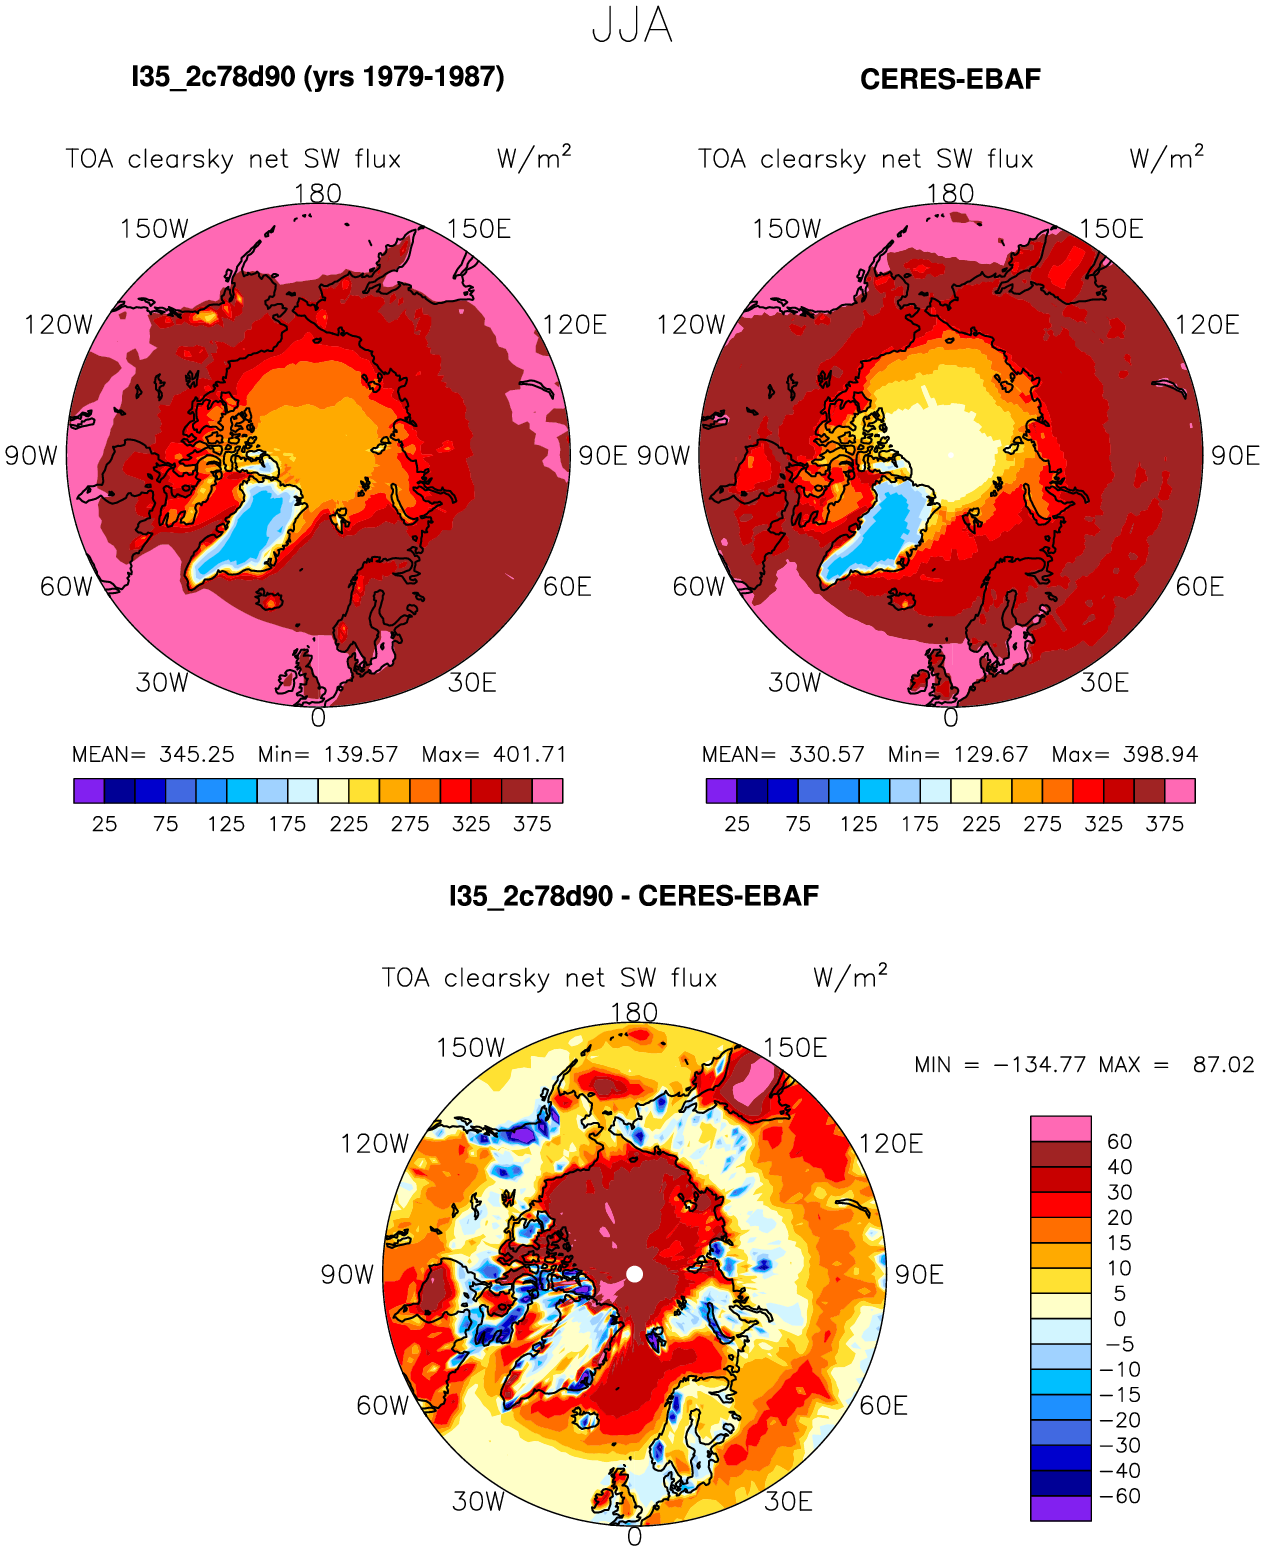 JJA
I35_2c78d90 (yrs 1979-1987)
CERES-EBAF
TOA clearsky net SW flux W/m²
TOA clearsky net SW flux W/m²
180
150W 150E
120W 120E
90W 90E
60W 60E
30W 30E
0
180
150W 150E
120W 120E
90W 90E
60W 60E
30W 30E
0
MEAN= 345.25 Min= 139.57 Max= 401.71
25 75 125 175 225 275 325 375
MEAN= 330.57 Min= 129.67 Max= 398.94
25 75 125 175 225 275 325 375
I35_2c78d90 - CERES-EBAF
TOA clearsky net SW flux W/m²
180
150W 150E
120W 120E
90W 90E
60W 60E
30W 30E
0
MIN = −134.77 MAX = 87.02
60
40
30
20
15
10
5
0
−5
−10
−15
−20
−30
−40
−60